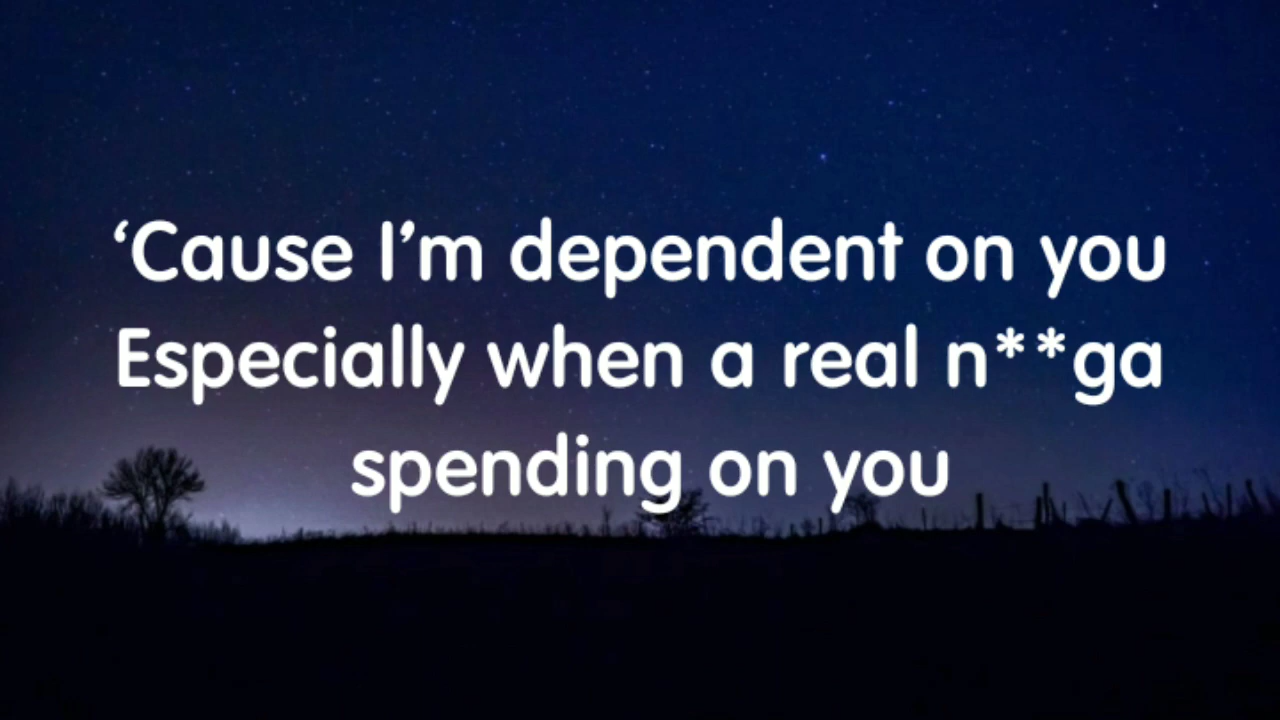 ‘Cause I’m dependent on you
Especially when a real n**ga
spending on you